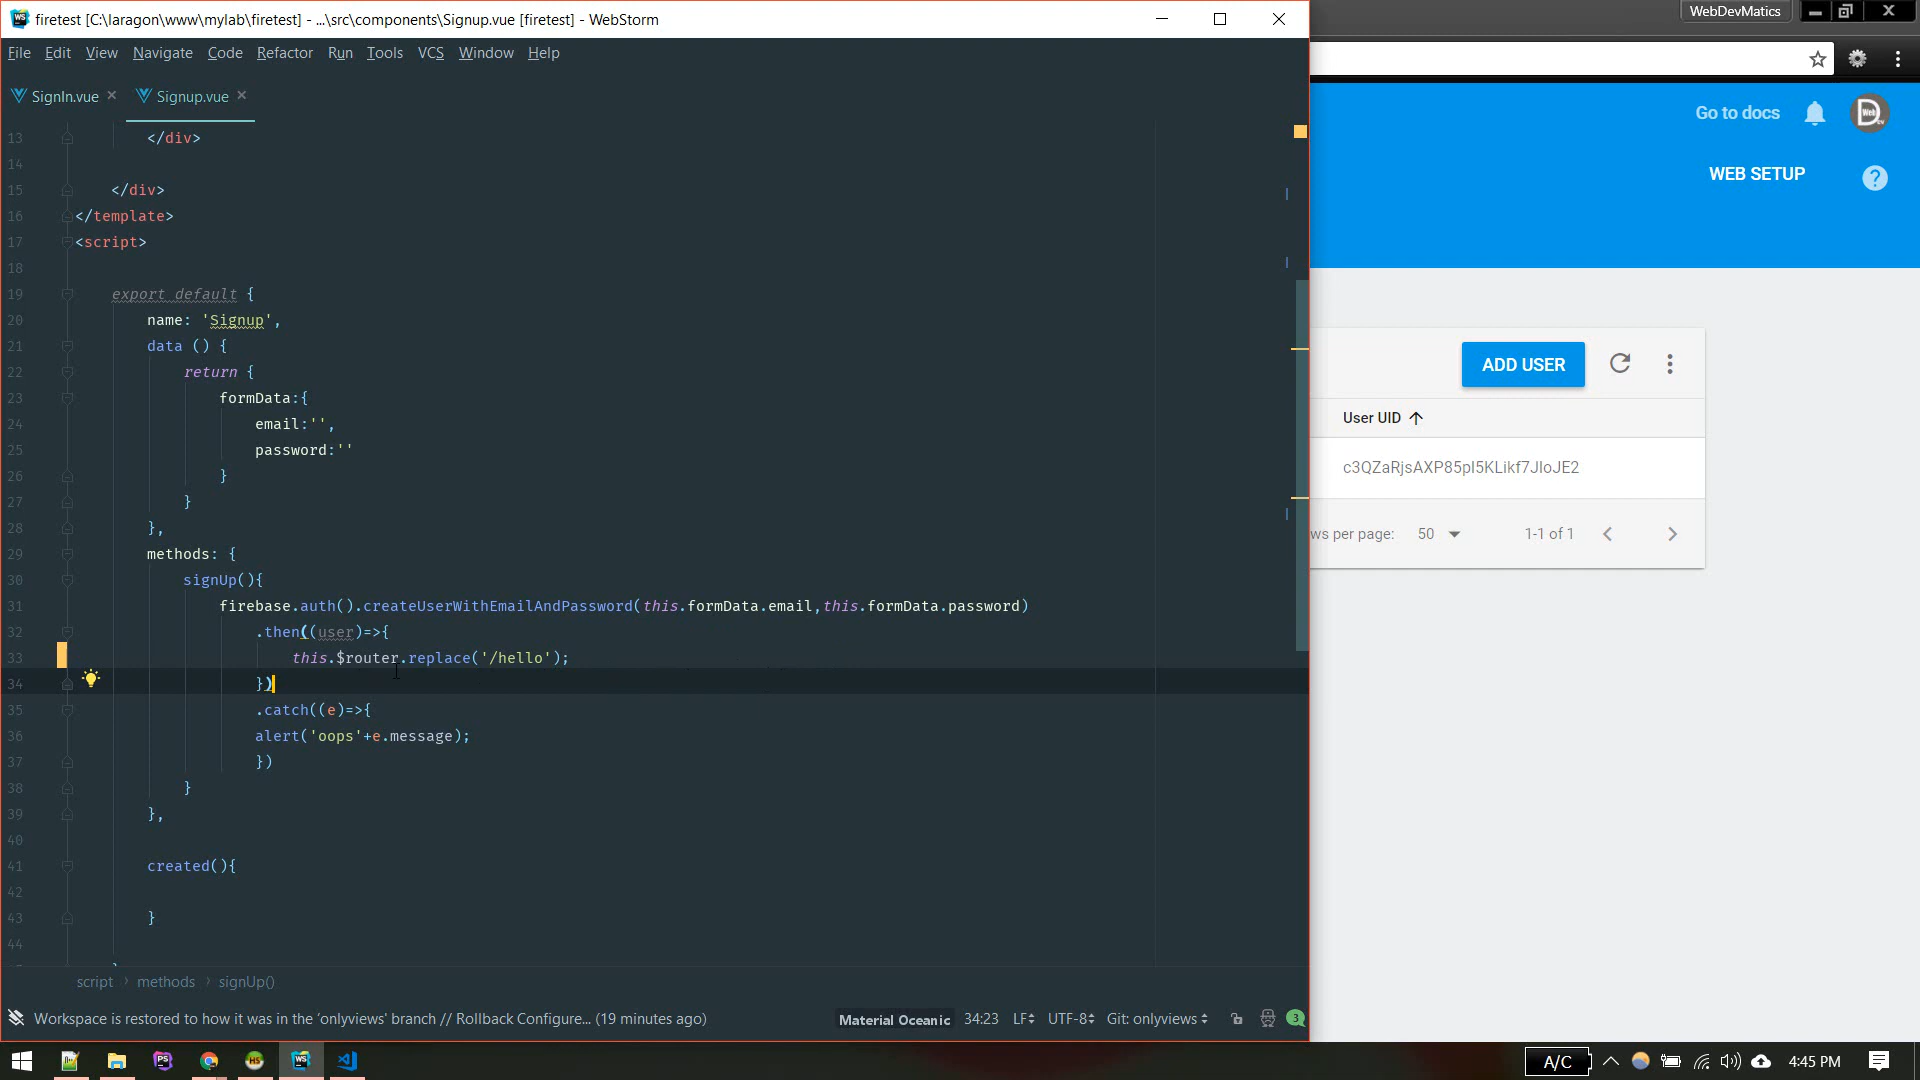 firetest [C:\laragon\www\mylab\firetest] - ...\src\components\Signup.vue [firetest] - WebStorm
File Edit View Navigate Code Refactor Run Tools VCS Window Help
SignIn.vue Signup.vue
13 </div>
14
15 </div>
16 </template>
17 <script>
18
19 export default {
20 name: 'Signup',
21 data () {
22 return {
23 formData:{
24 email:'',
25 password:''
26 }
27 }
28 },
29 methods: {
30 signUp(){
31 firebase.auth().createUserWithEmailAndPassword(this.formData.email,this.formData.password)
32 .then((user)=>{
33 this.$router.replace('/hello');
34 })
35 .catch((e)=>{
36 alert('oops'+e.message);
37 })
38 }
39 },
40
41 created(){
42
43 }
44
script methods signUp()
Workspace is restored to how it was in the 'onlyviews' branch // Rollback Configure... (19 minutes ago)
Material Oceanic 34:23 LF UTF-8 Git: onlyviews 3
WebDevMatics
Go to docs
WEB SETUP
ADD USER
User UID
c3QZaRjsAXP85pI5KLikf7JIoJE2
ws per page: 50 1-1 of 1
A/C 4:45 PM